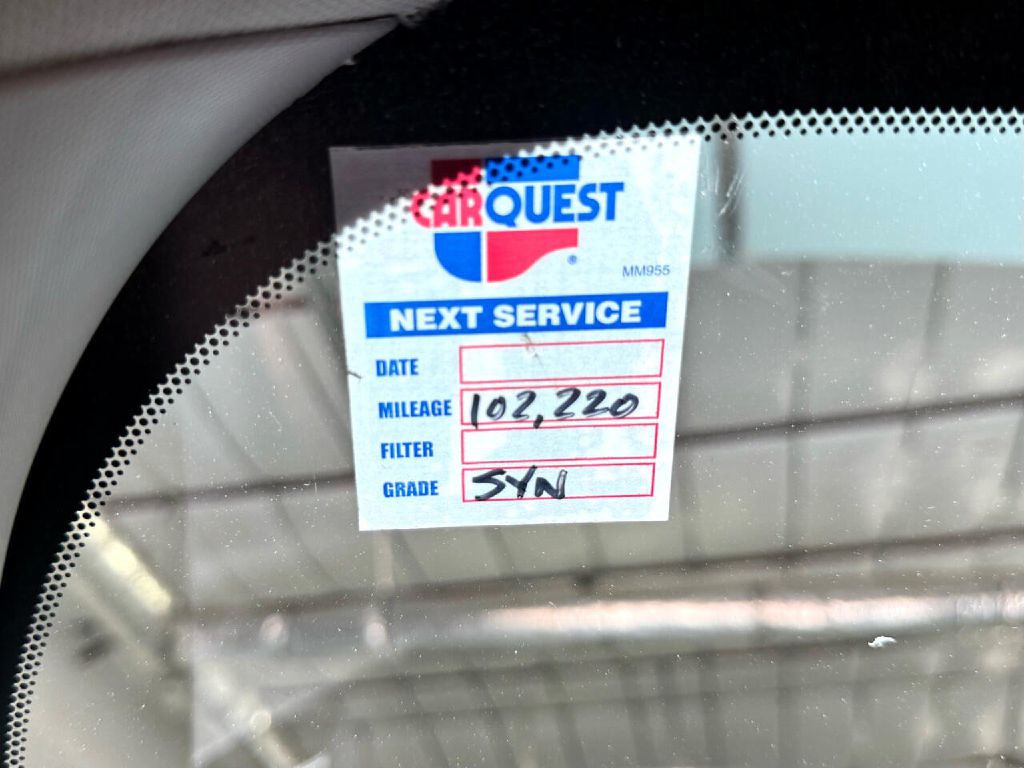 CARQUEST
®
MM955
NEXT SERVICE
DATE
MILEAGE 102,220
FILTER
GRADE SYN